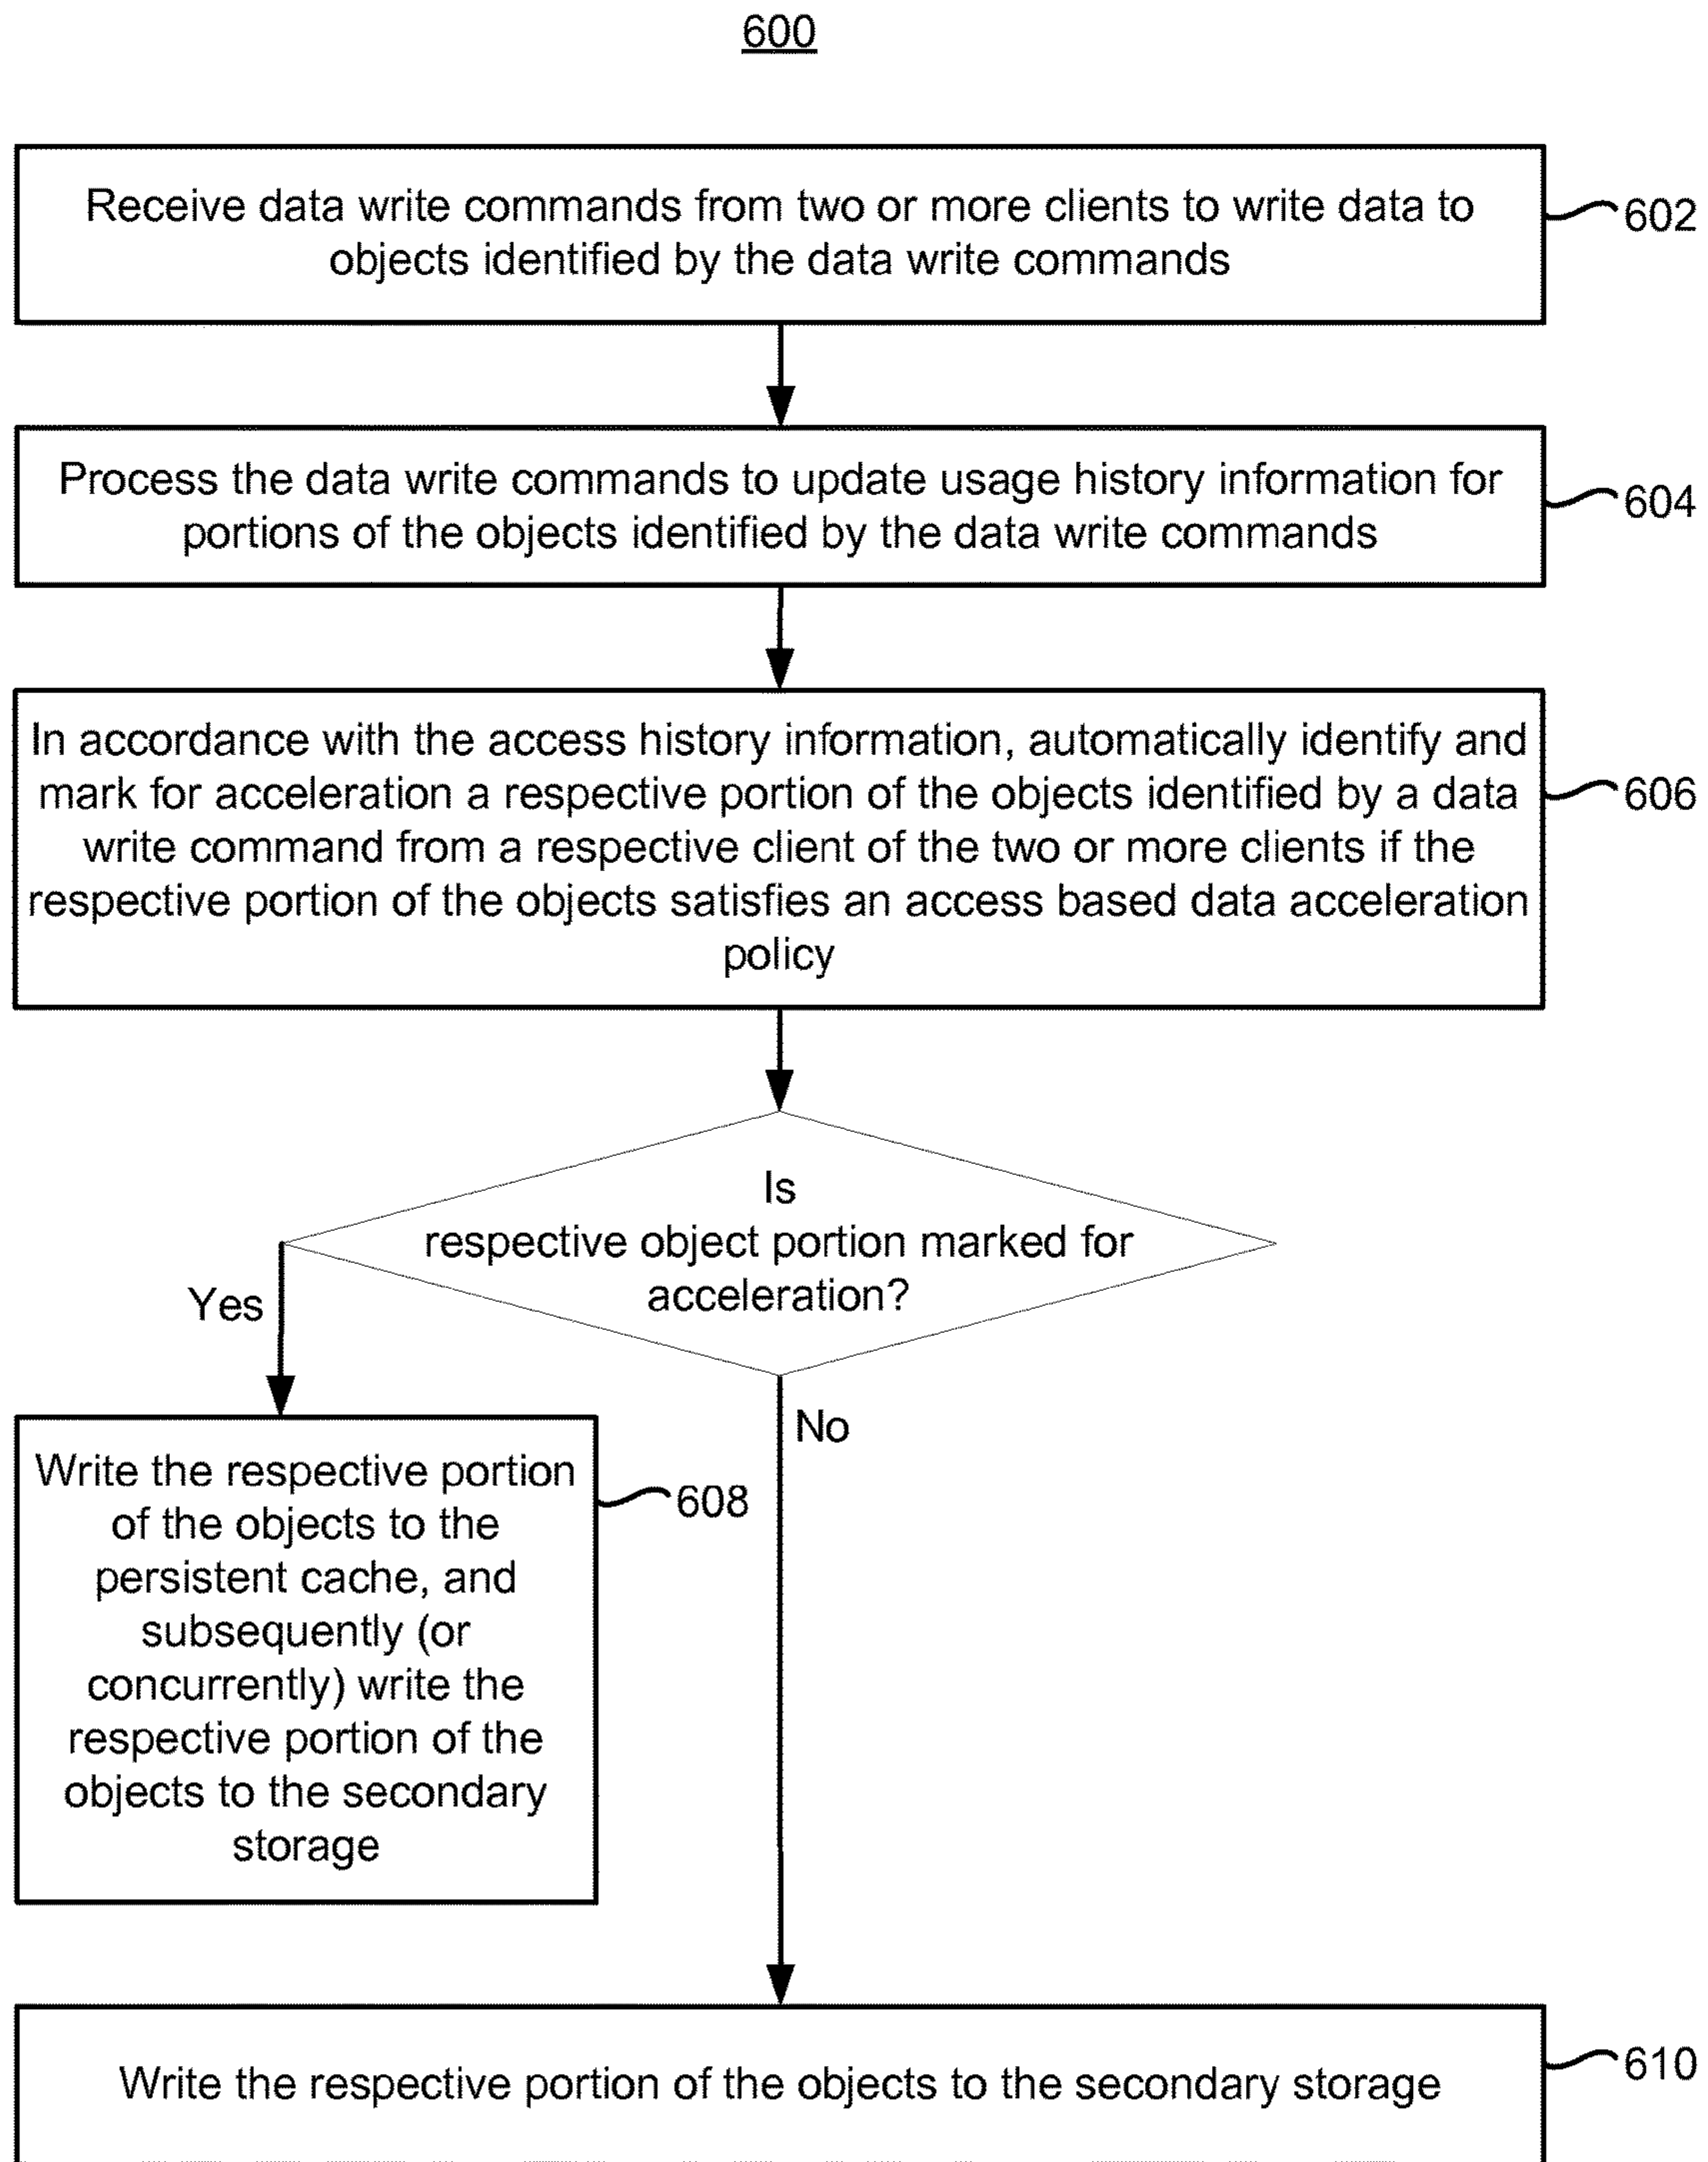 600
Receive data write commands from two or more clients to write data to
objects identified by the data write commands
602
Process the data write commands to update usage history information for
portions of the objects identified by the data write commands
604
In accordance with the access history information, automatically identify and
mark for acceleration a respective portion of the objects identified by a data
write command from a respective client of the two or more clients if the
respective portion of the objects satisfies an access based data acceleration
policy
606
Is
respective object portion marked for
acceleration?
Yes
No
Write the respective portion
of the objects to the
persistent cache, and
subsequently (or
concurrently) write the
respective portion of the
objects to the secondary
storage
608
Write the respective portion of the objects to the secondary storage
610